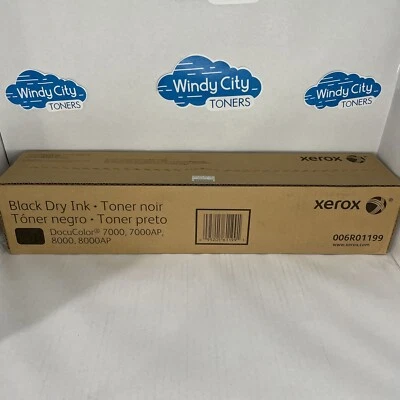 Windy City
TONERS
Windy City
TONERS
Windy City
TONERS
xerox
Black Dry Ink • Toner noir
Tóner negro • Toner preto
DocuColor® 7000, 7000AP,
8000, 8000AP
xerox
006R01199
www.xerox.com